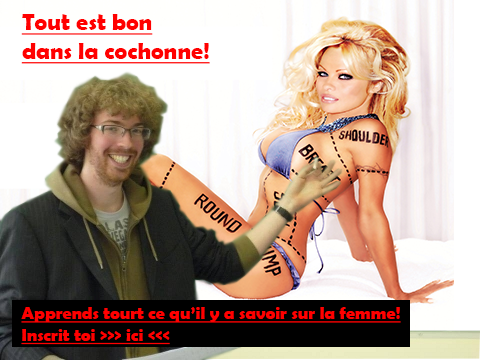 Tout est bon
dans la cochonne!
SHOULDER
BREAST
ROUND
Apprends tourt ce qu'il y a savoir sur la femme!
Inscrit toi >>> ici <<<